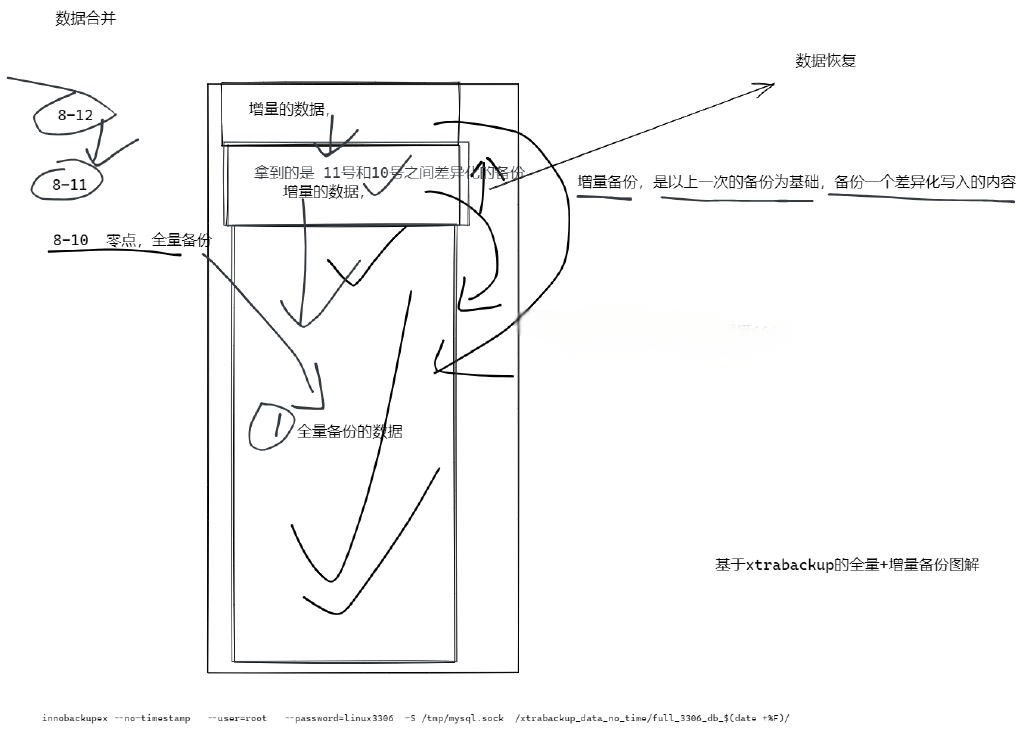 数据合并
数据恢复
8-12
增量的数据，
拿到的是 11号和10号之间差异化的备份
8-11
增量的数据，
增量备份，是以上一次的备份为基础，备份一个差异化写入的内容
8-10 零点，全量备份
1
全量备份的数据
基于xtrabackup的全量+增量备份图解
innobackupex --no-timestamp --user=root --password=linux3306 -S /tmp/mysql.sock /xtrabackup_data_no_time/full_3306_db_$(date +%F)/